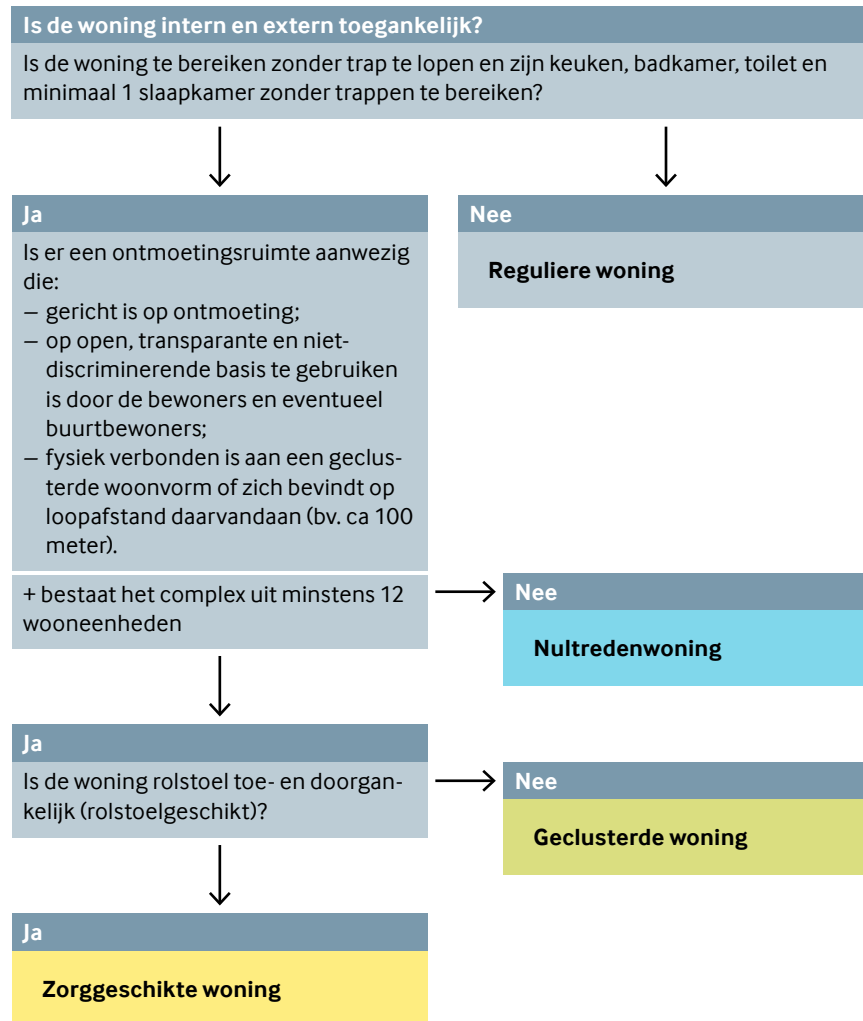 Is de woning intern en extern toegankelijk?
Is de woning te bereiken zonder trap te lopen en zijn keuken, badkamer, toilet en
minimaal 1 slaapkamer zonder trappen te bereiken?
Ja
Is er een ontmoetingsruimte aanwezig
die:
– gericht is op ontmoeting;
– op open, transparante en niet-
discriminerende basis te gebruiken
is door de bewoners en eventueel
buurtbewoners;
– fysiek verbonden is aan een geclus-
terde woonvorm of zich bevindt op
loopafstand daarvandaan (bv. ca 100
meter).
+ bestaat het complex uit minstens 12
wooneenheden
Nee
Reguliere woning
Nee
Nultredenwoning
Ja
Is de woning rolstoel toe- en doorgan-
kelijk (rolstoelgeschikt)?
Nee
Geclusterde woning
Ja
Zorggeschikte woning